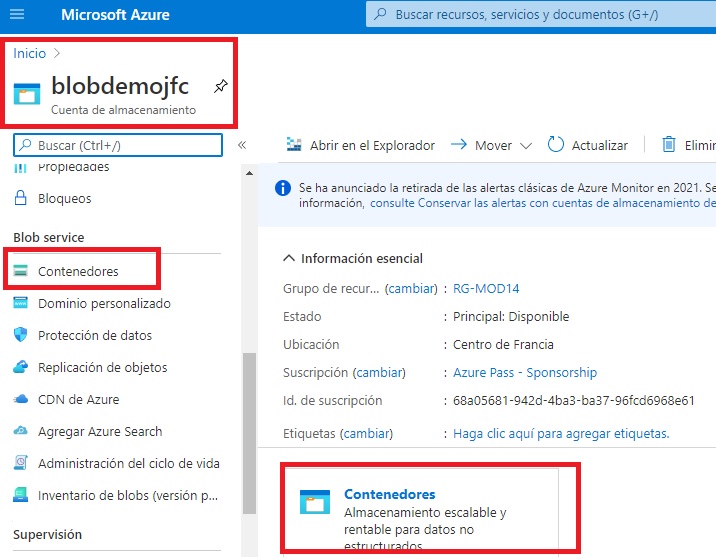 Microsoft Azure
Buscar recursos, servicios y documentos (G+/)
Inicio
blobdemojfc
Cuenta de almacenamiento
Buscar (Ctrl+/)
«
Propiedades
Bloqueos
Blob service
Contenedores
Dominio personalizado
Protección de datos
Replicación de objetos
CDN de Azure
Agregar Azure Search
Administración del ciclo de vida
Inventario de blobs (versión p...
Supervisión
Abrir en el Explorador
Mover
Actualizar
Elimin
Se ha anunciado la retirada de las alertas clásicas de Azure Monitor en 2021. Se
información, consulte Conservar las alertas con cuentas de almacenamiento de
Información esencial
Grupo de recur... (cambiar) : RG-MOD14
Estado : Principal: Disponible
Ubicación : Centro de Francia
Suscripción (cambiar) : Azure Pass - Sponsorship
Id. de suscripción : 68a05681-942d-4ba3-ba37-96fcd6968e61
Etiquetas (cambiar) : Haga clic aquí para agregar etiquetas.
Contenedores
Almacenamiento escalable y
rentable para datos no
estructurados